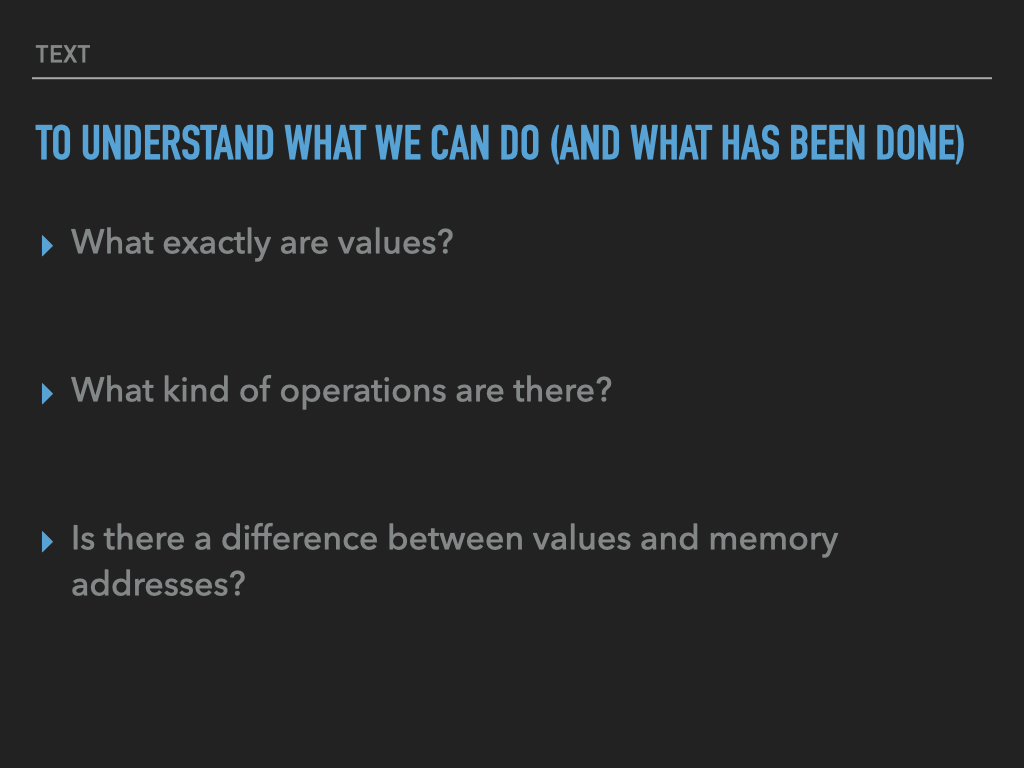 TEXT
TO UNDERSTAND WHAT WE CAN DO (AND WHAT HAS BEEN DONE)
What exactly are values?
What kind of operations are there?
Is there a difference between values and memory
addresses?